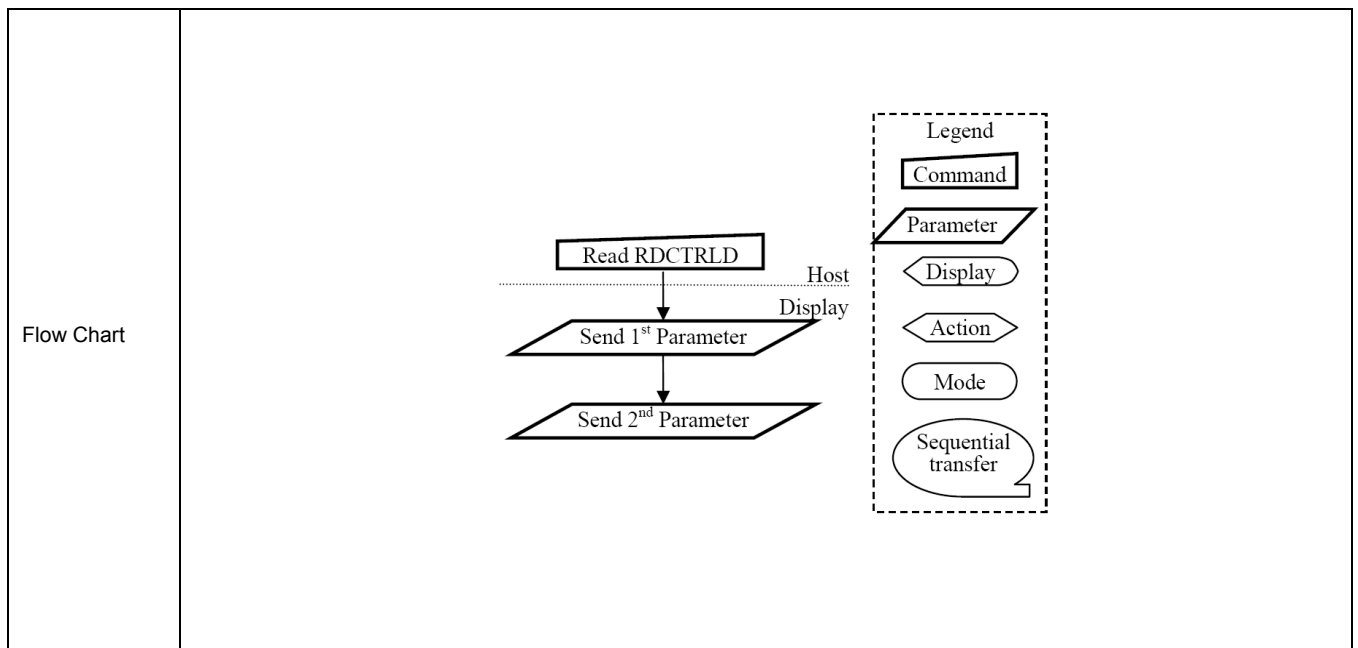 Flow Chart
Read RDCTRLD
Host
Display
Send 1st Parameter
Send 2nd Parameter
Legend
Command
Parameter
Display
Action
Mode
Sequential
transfer